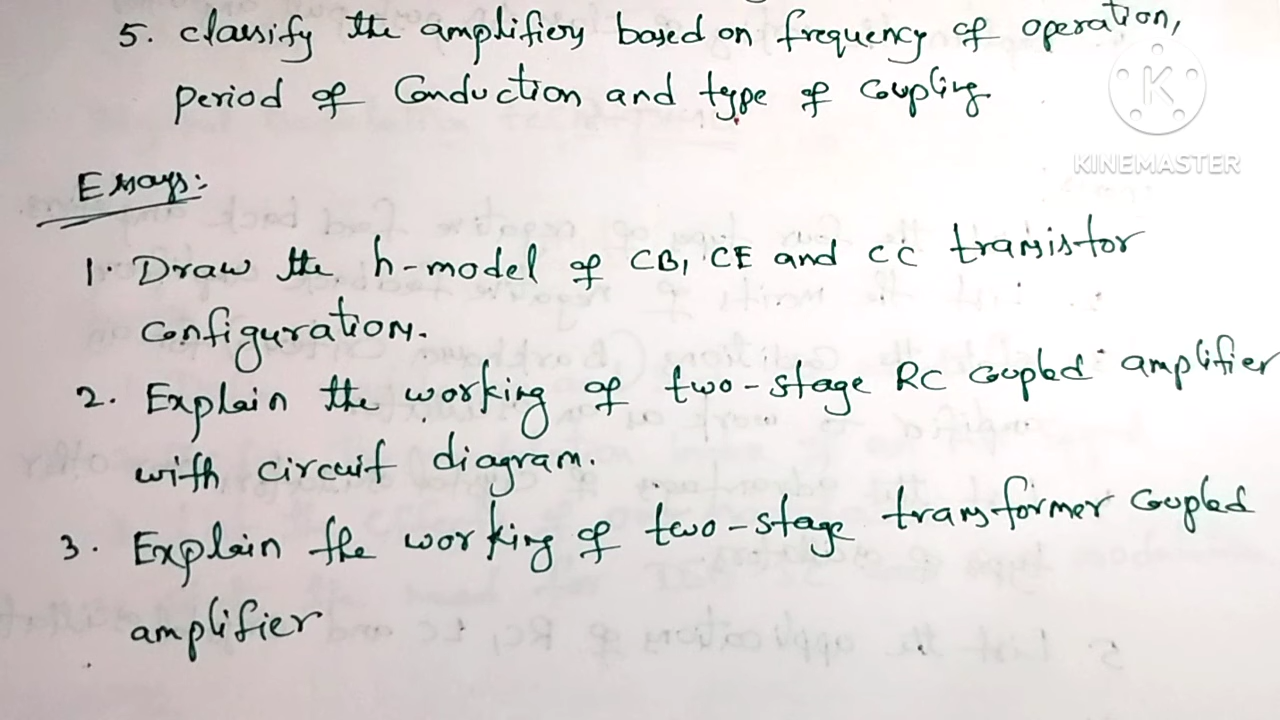 5. classify the amplifiers based on frequency of operation,
period of Conduction and type of Coupling.
K
KINEMASTER
Essays:
1. Draw the h-model of CB, CE and CC transistor
Configuration.
2. Explain the working of two-stage RC Coupled amplifier
with circuit diagram.
3. Explain the working of two-stage transformer Coupled
amplifier